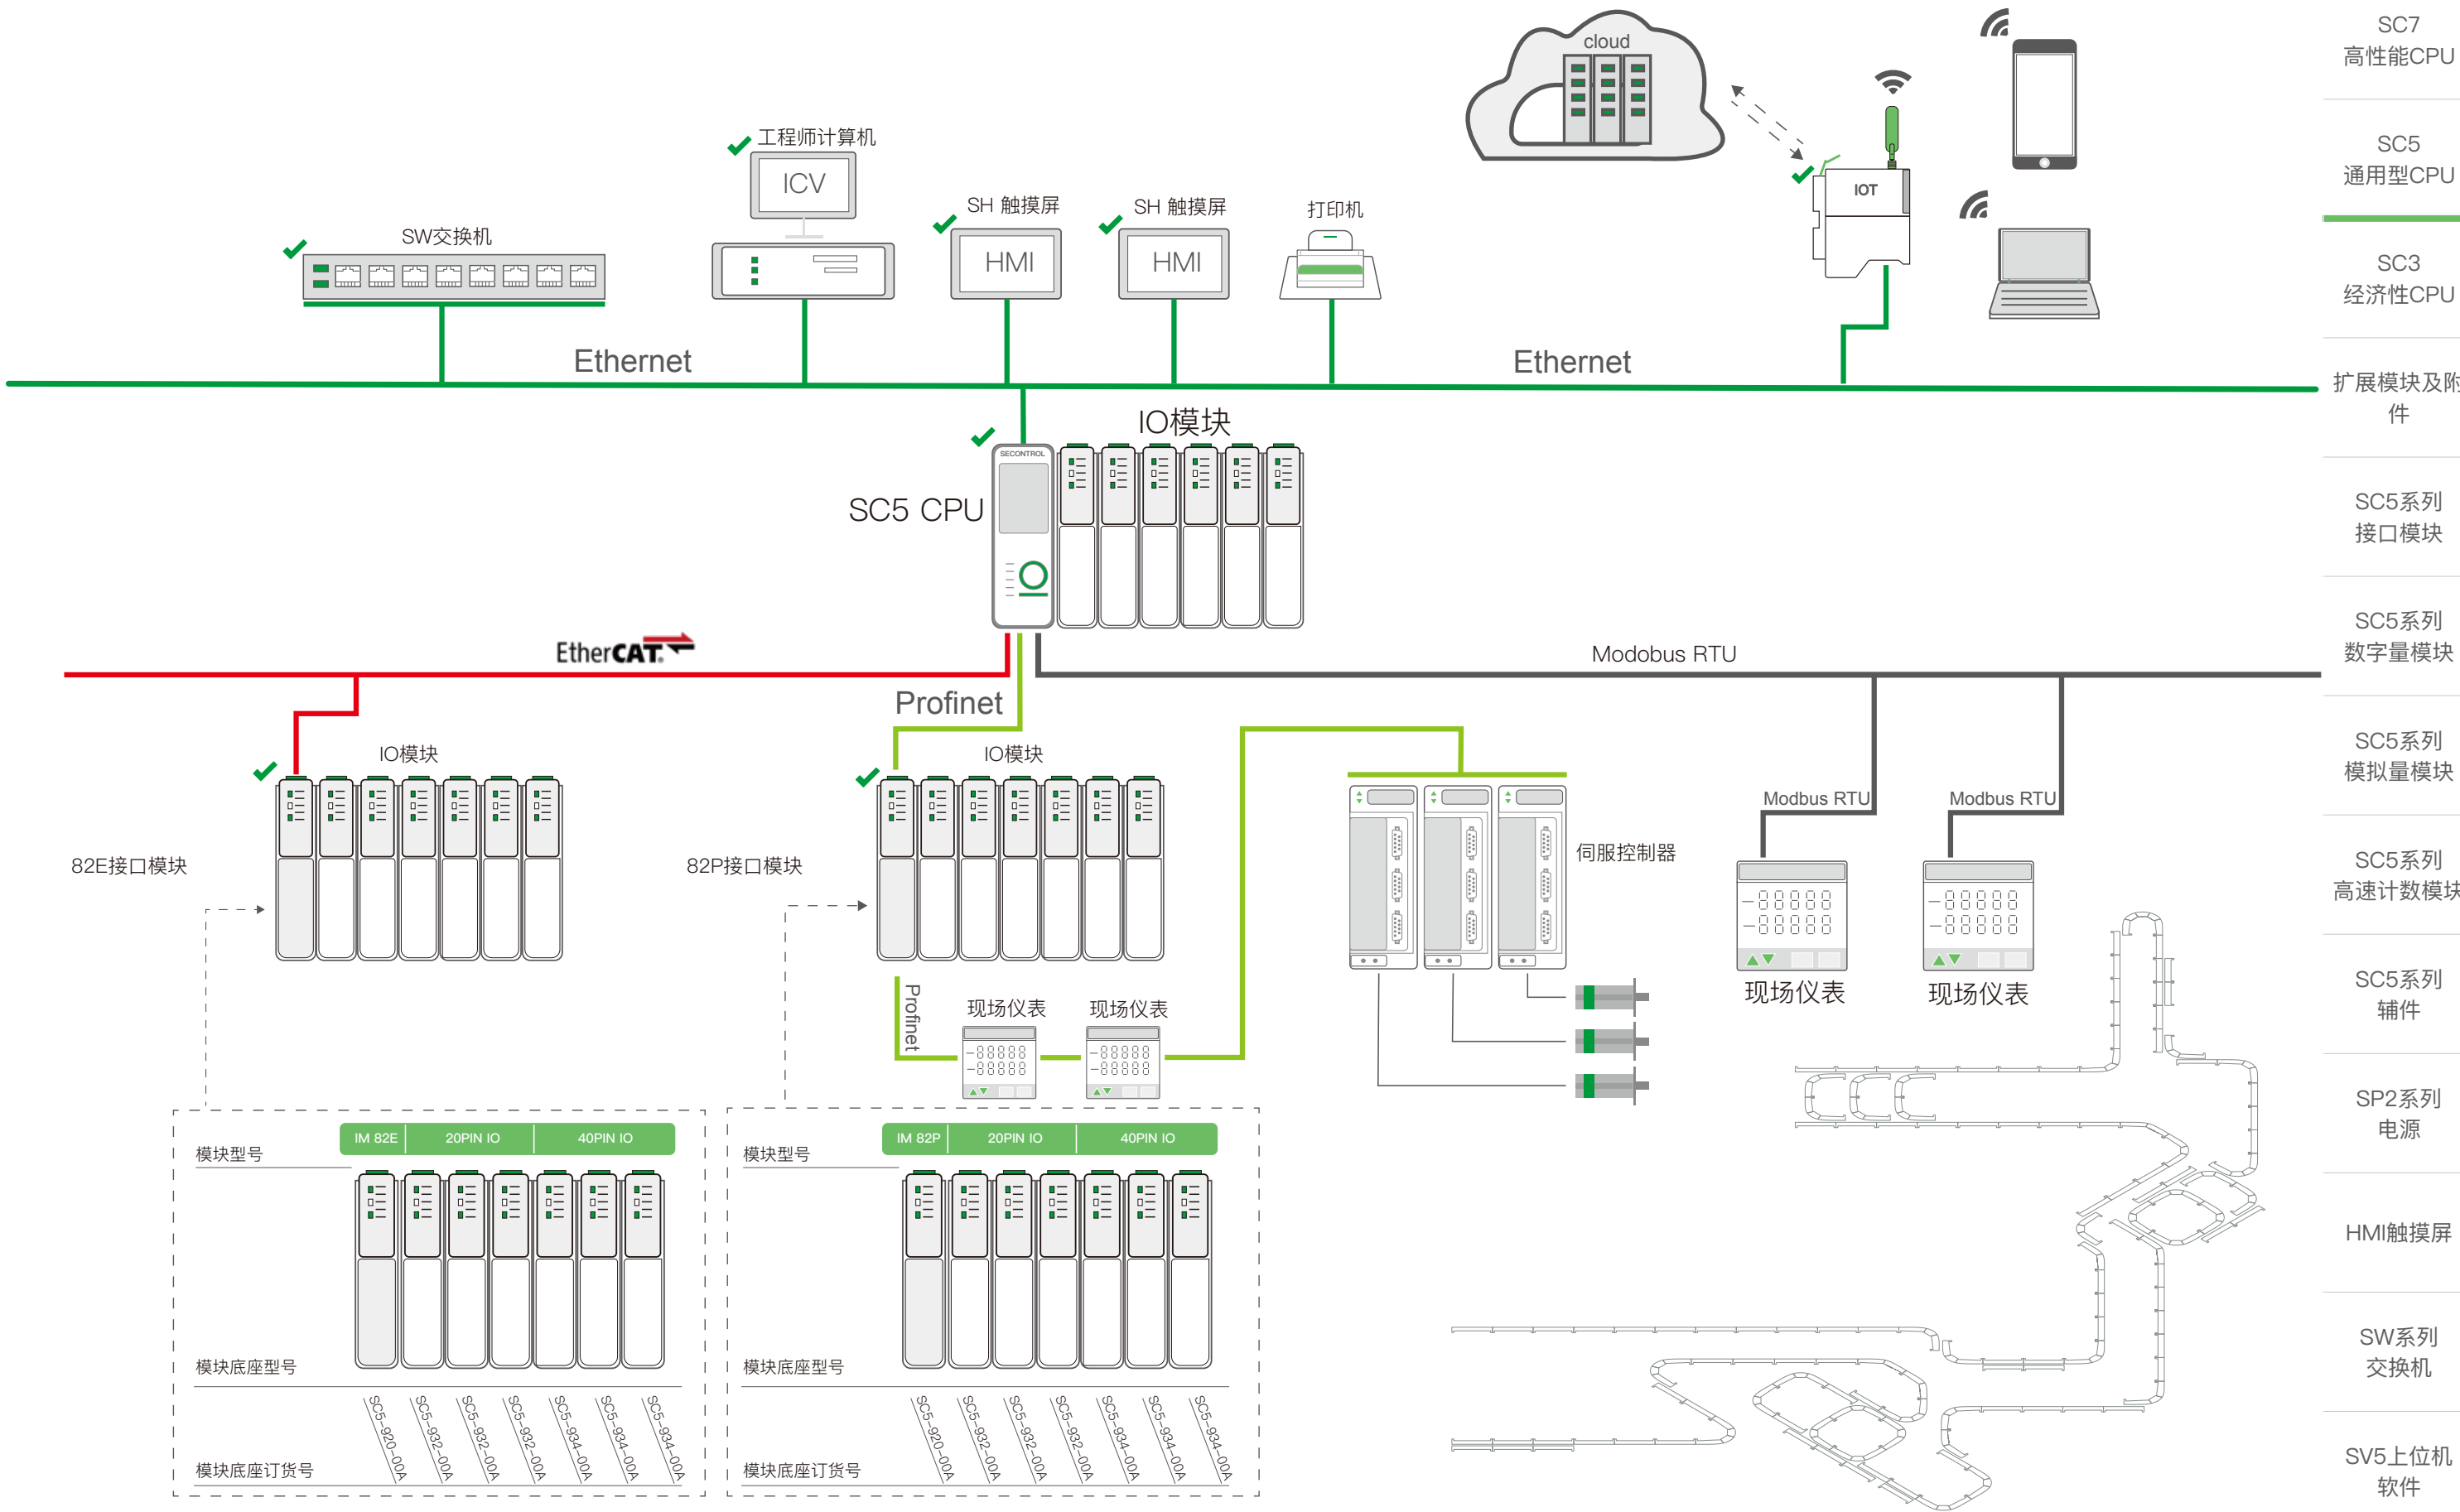 cloud
工程师计算机
ICV
SH 触摸屏
HMI
SH 触摸屏
HMI
打印机
SW交换机
IOT
Ethernet
Ethernet
IO模块
SECONTROL
SC5 CPU
EtherCAT
Modobus RTU
Profinet
IO模块
IO模块
Modbus RTU
Modbus RTU
82E接口模块
82P接口模块
伺服控制器
Profinet
现场仪表
现场仪表
现场仪表
现场仪表
IM 82E
20PIN IO
40PIN IO
模块型号
模块底座型号
SC5-920-00A
SC5-932-00A
SC5-932-00A
SC5-932-00A
SC5-934-00A
SC5-934-00A
SC5-934-00A
模块底座订货号
IM 82P
20PIN IO
40PIN IO
模块型号
模块底座型号
SC5-920-00A
SC5-932-00A
SC5-932-00A
SC5-932-00A
SC5-934-00A
SC5-934-00A
SC5-934-00A
模块底座订货号
SC7
高性能CPU
SC5
通用型CPU
SC3
经济性CPU
扩展模块及附
件
SC5系列
接口模块
SC5系列
数字量模块
SC5系列
模拟量模块
SC5系列
高速计数模块
SC5系列
辅件
SP2系列
电源
HMI触摸屏
SW系列
交换机
SV5上位机
软件